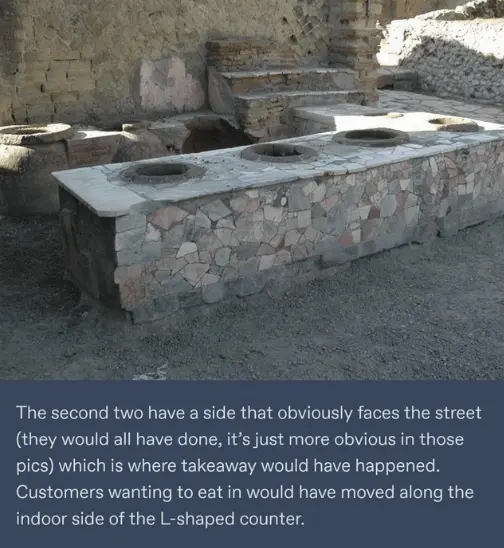 The second two have a side that obviously faces the street
(they would all have done, it's just more obvious in those
pics) which is where takeaway would have happened.
Customers wanting to eat in would have moved along the
indoor side of the L-shaped counter.